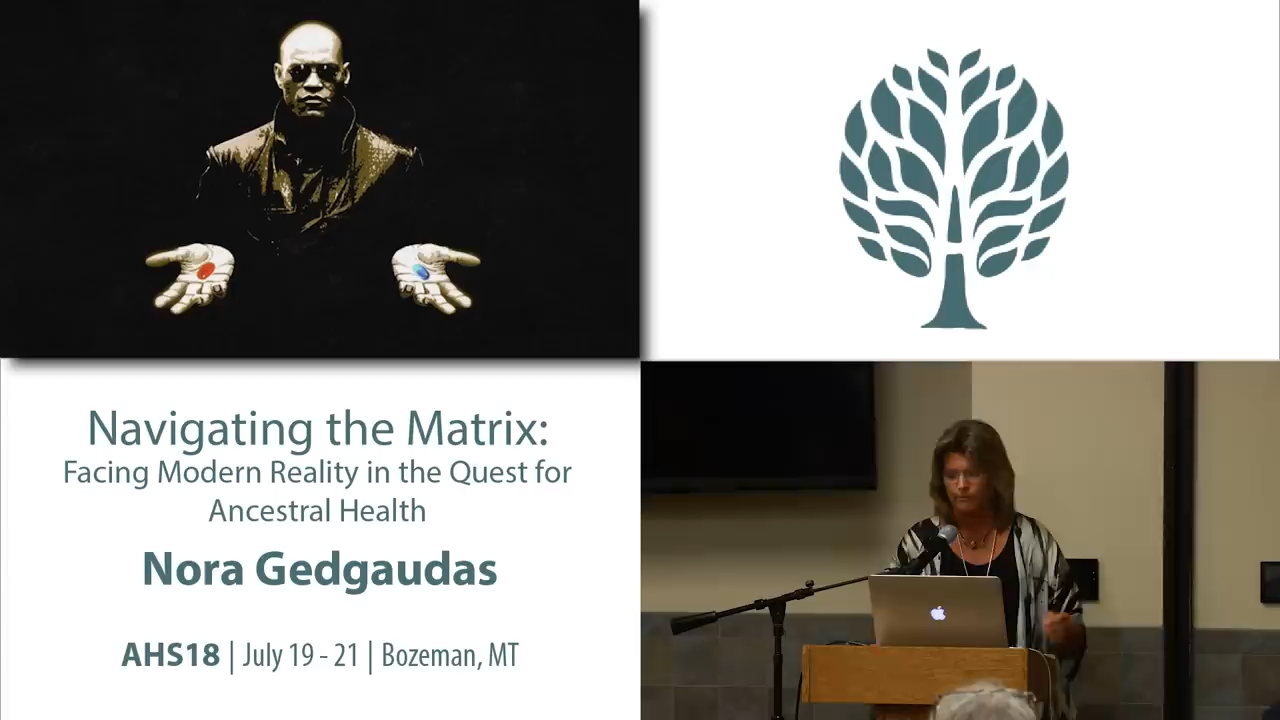 Navigating the Matrix:
Facing Modern Reality in the Quest for
Ancestral Health
Nora Gedgaudas
AHS18 | July 19 - 21 | Bozeman, MT